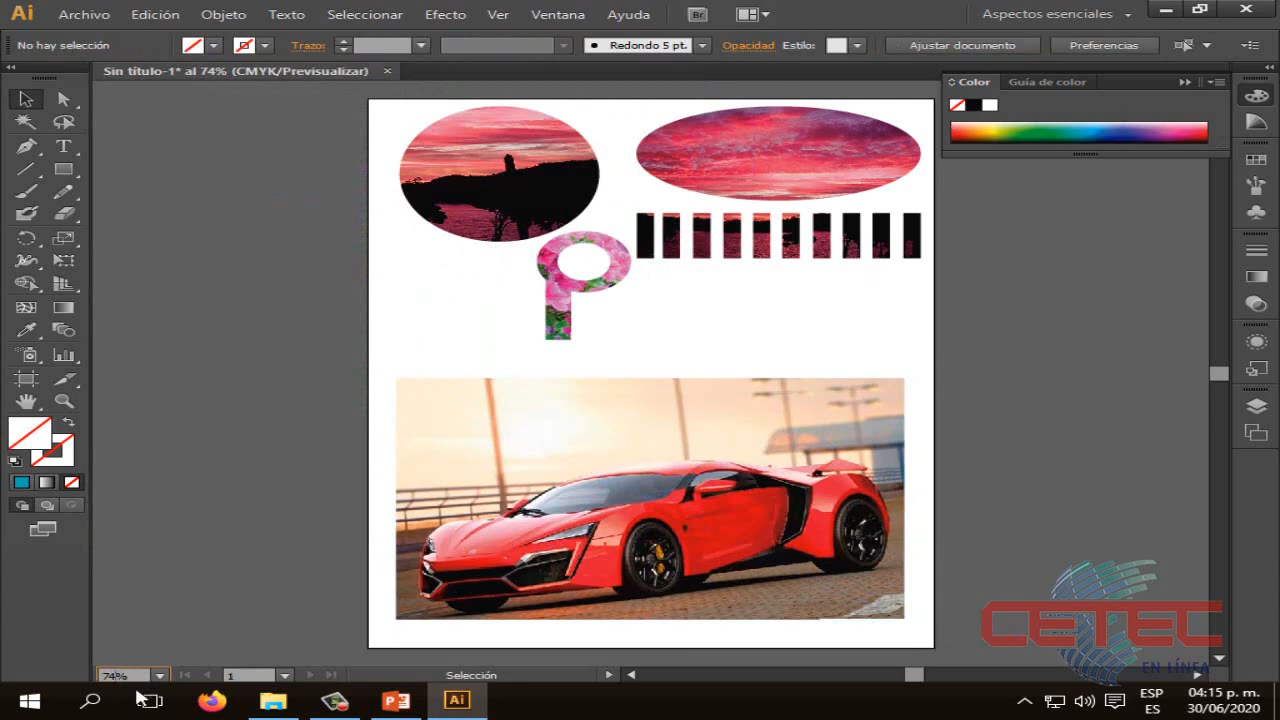 Ai Archivo Edición Objeto Texto Seleccionar Efecto Ver Ventana Ayuda Br Aspectos esenciales
No hay selección Trazo: Redondo 5 pt. Opacidad Estilo: Ajustar documento Preferencias
Sin título-1* al 74% (CMYK/Previsualizar)
Color Guía de color
T
CETEC
EN LÍNEA
74% 1 Selección
Ai ESP 04:15 p. m.
ES 30/06/2020